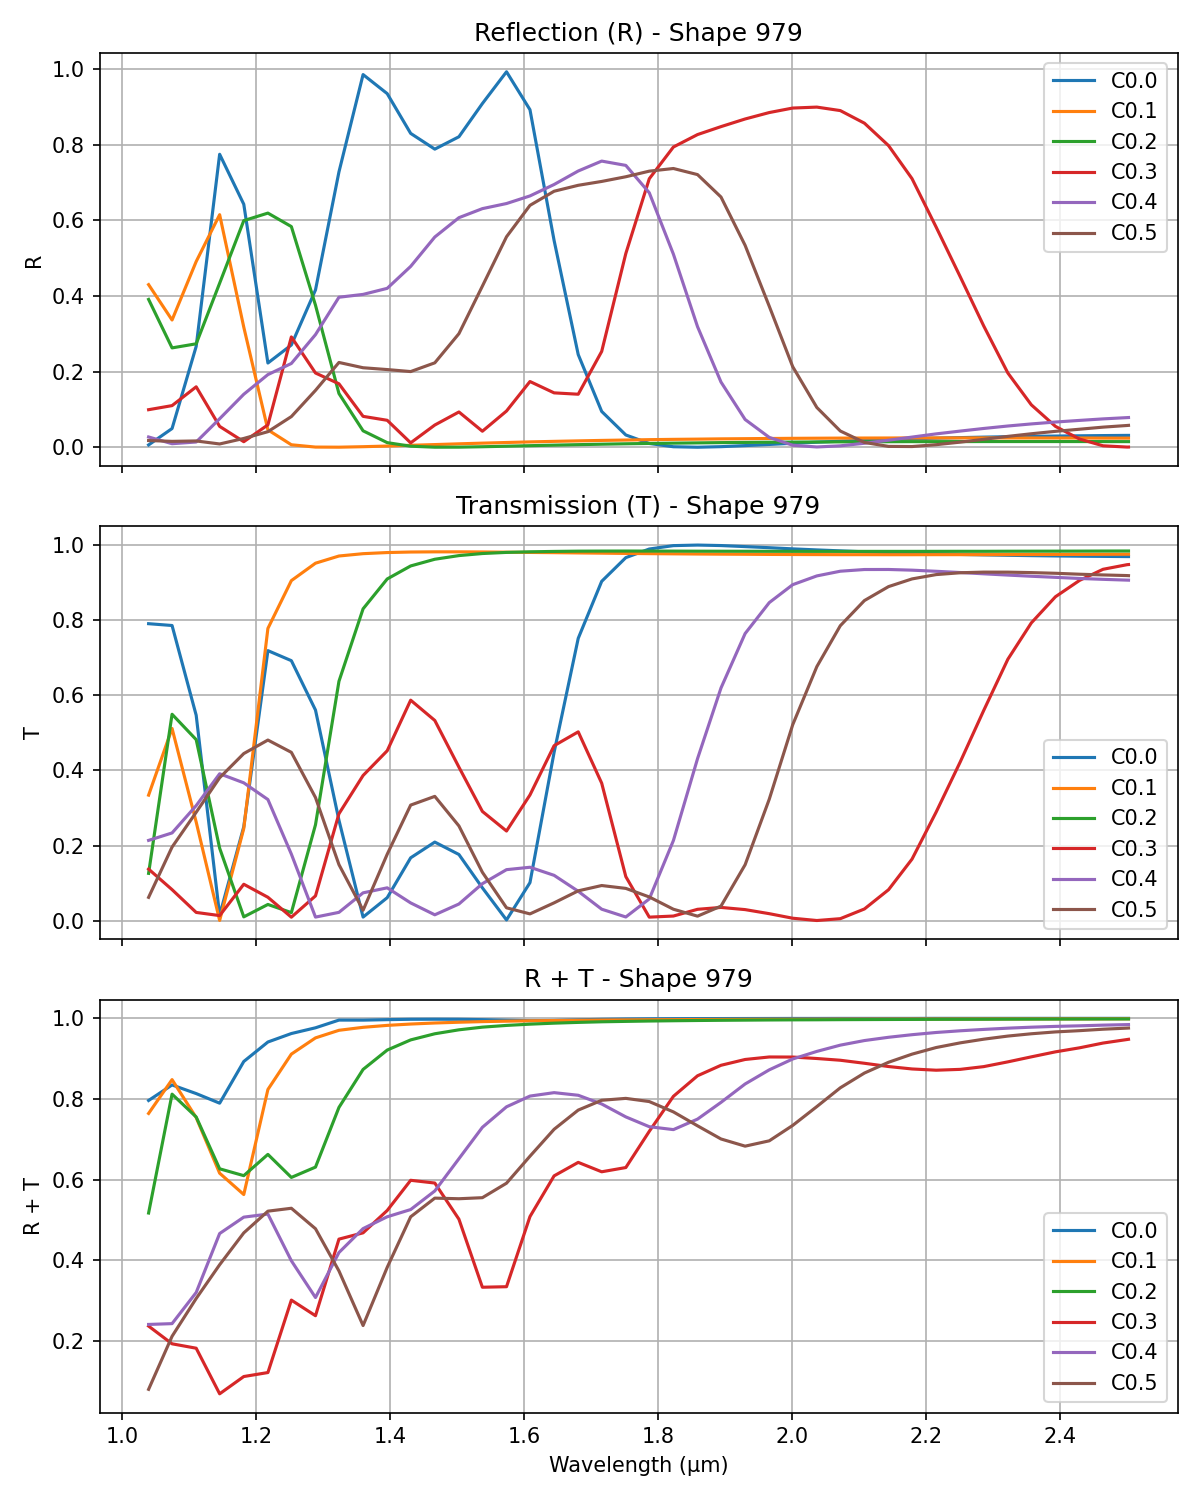 Reflection (R) - Shape 979
1.0
0.8
0.6
0.4
0.2
0.0
R
C0.0
C0.1
C0.2
C0.3
C0.4
C0.5
Transmission (T) - Shape 979
1.0
0.8
0.6
0.4
0.2
0.0
T
C0.0
C0.1
C0.2
C0.3
C0.4
C0.5
R + T - Shape 979
1.0
0.8
0.6
0.4
0.2
R + T
C0.0
C0.1
C0.2
C0.3
C0.4
C0.5
1.0 1.2 1.4 1.6 1.8 2.0 2.2 2.4
Wavelength (μm)